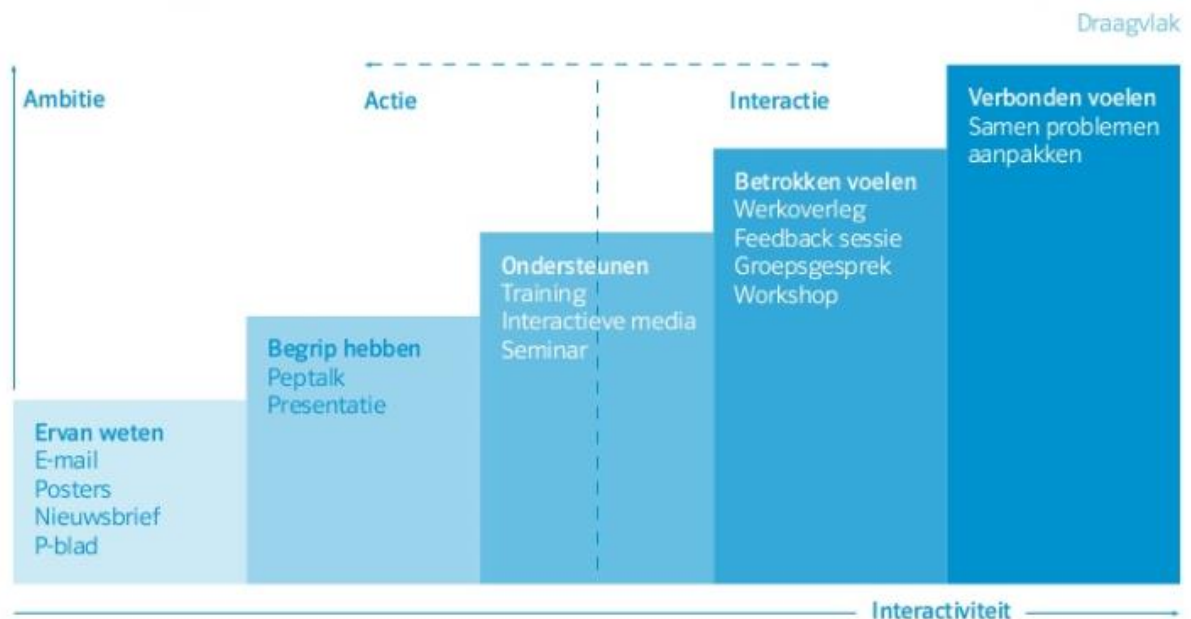 Draagvlak
Ambitie
Actie
Interactie
Verbonden voelen
Samen problemen
aanpakken
Betrokken voelen
Werkoverleg
Feedback sessie
Groepsgesprek
Workshop
Ondersteunen
Training
Interactieve media
Seminar
Begrip hebben
Peptalk
Presentatie
Ervan weten
E-mail
Posters
Nieuwsbrief
P-blad
Interactiviteit